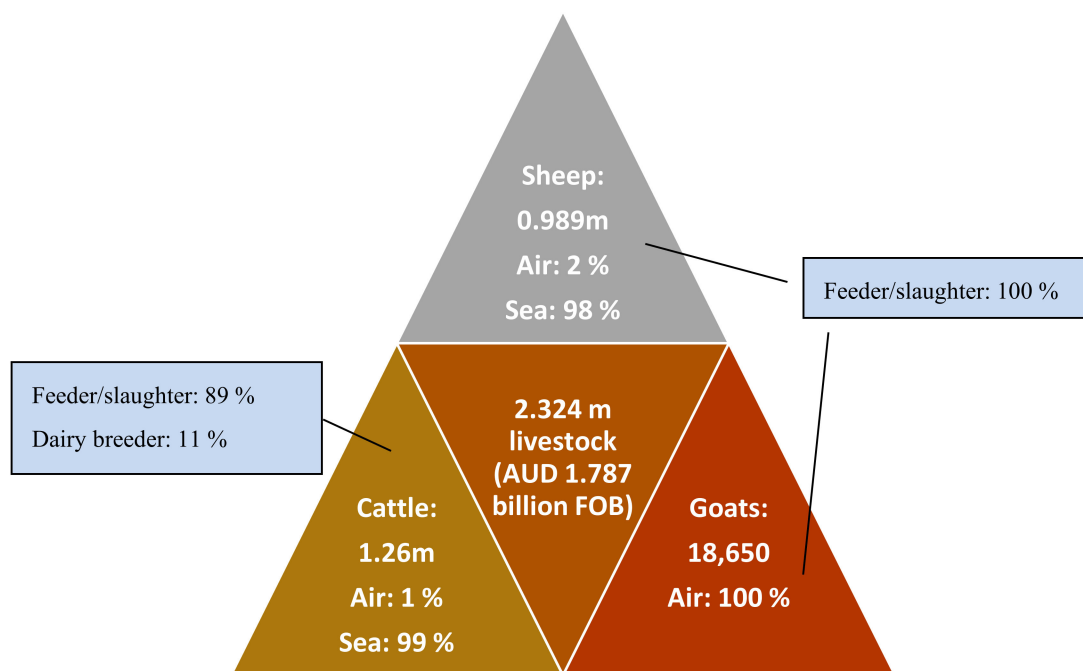 Sheep:
0.989m
Air: 2 %
Sea: 98 %
Feeder/slaughter: 100 %
Feeder/slaughter: 89 %
Dairy breeder: 11 %
2.324 m
livestock
(AUD 1.787
billion FOB)
Cattle:
1.26m
Air: 1 %
Sea: 99 %
Goats:
18,650
Air: 100 %